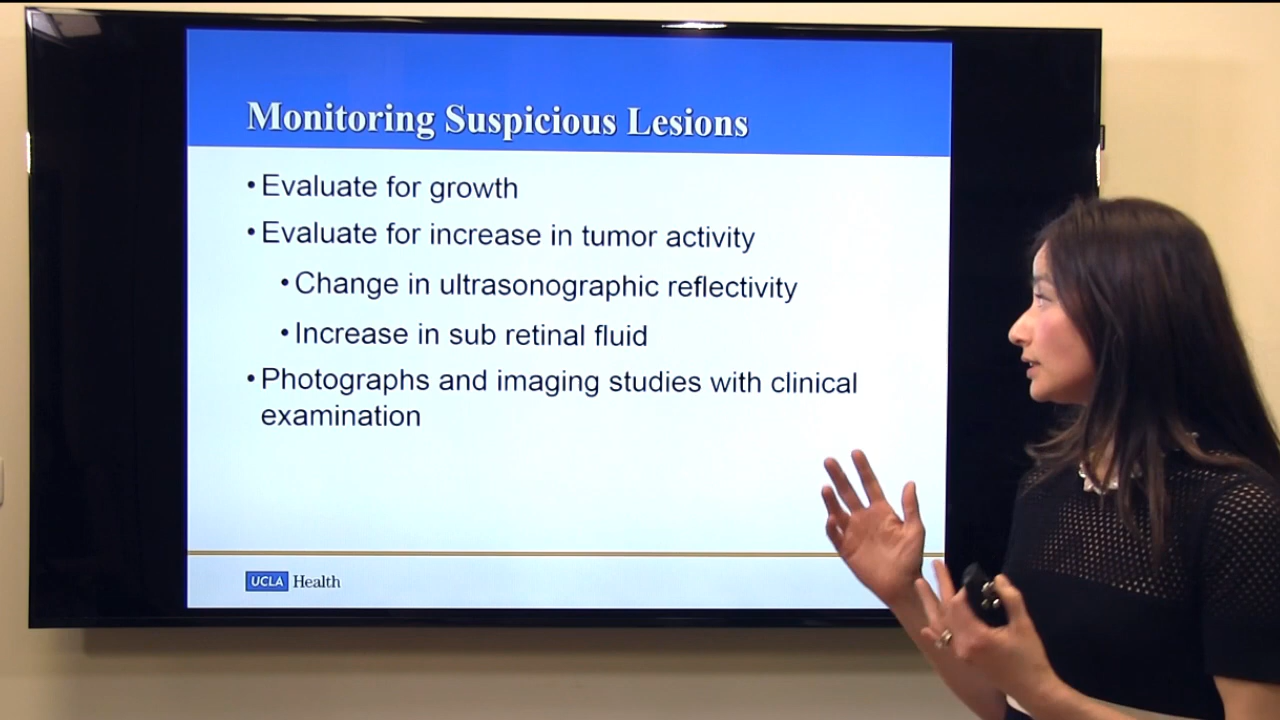 Monitoring Suspicious Lesions
• Evaluate for growth
• Evaluate for increase in tumor activity
• Change in ultrasonographic reflectivity
• Increase in sub retinal fluid
• Photographs and imaging studies with clinical
examination
UCLA Health